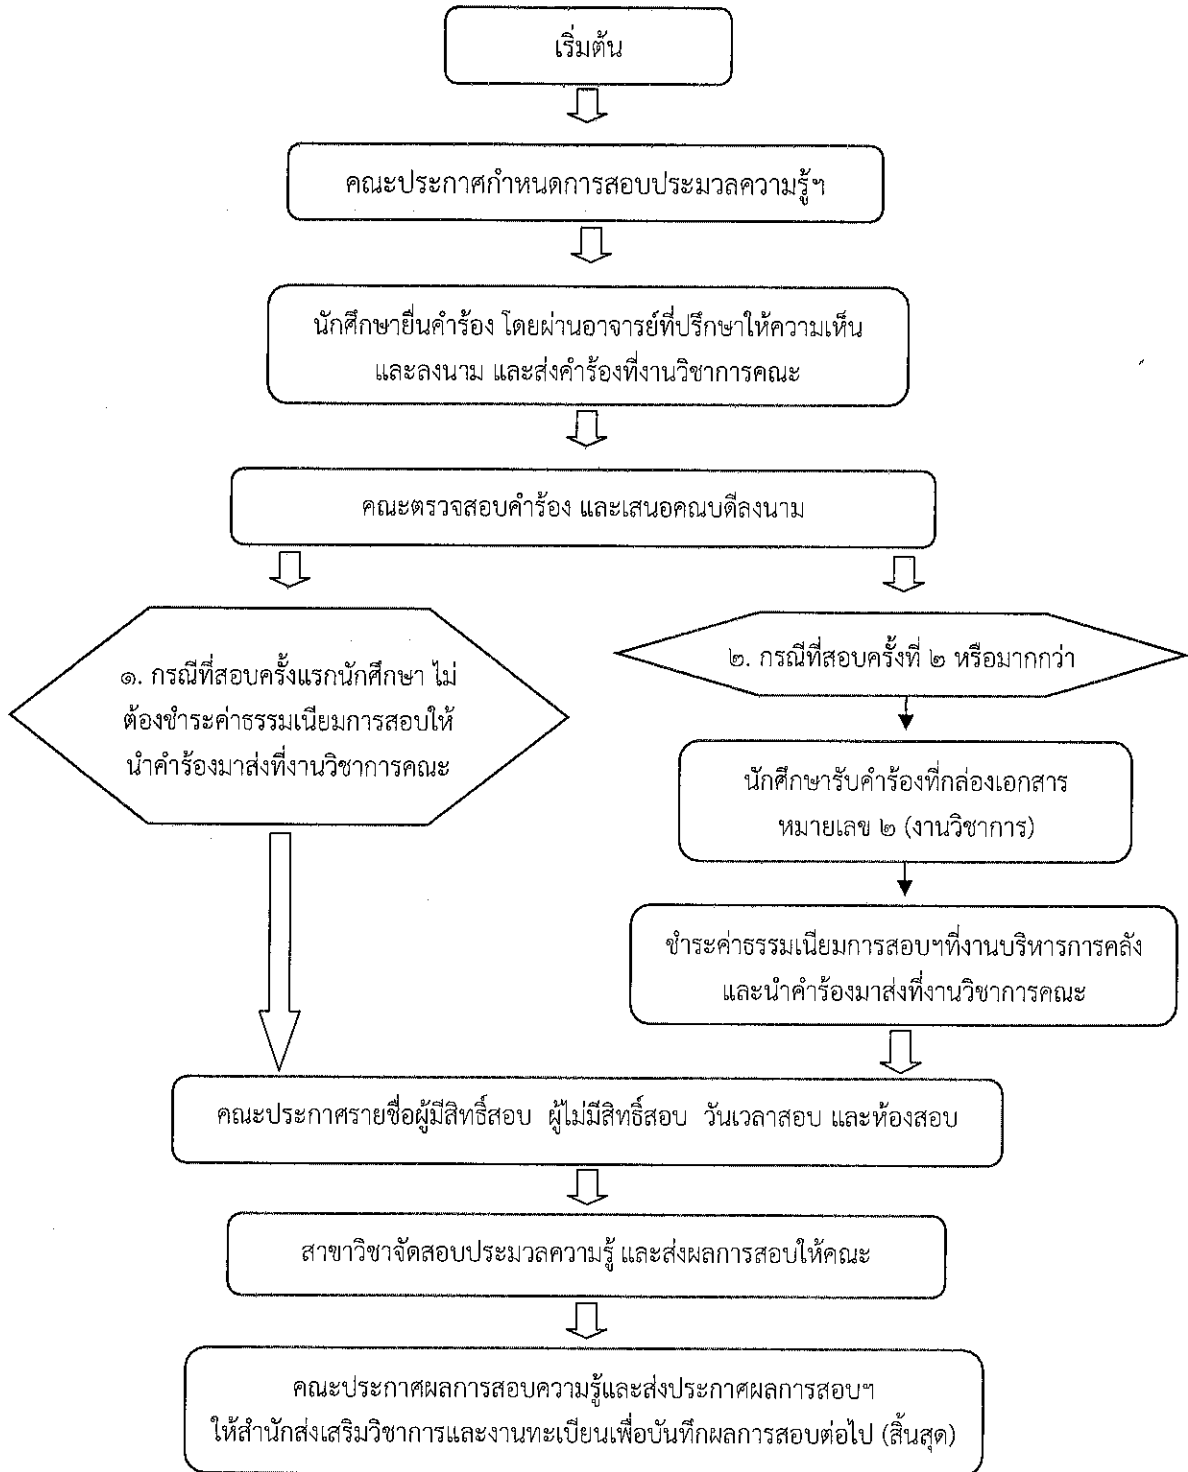 เริ่มต้น
คณะประกาศกำหนดการสอบประมวลความรู้ฯ
นักศึกษายื่นคำร้อง โดยผ่านอาจารย์ที่ปรึกษาให้ความเห็น
และลงนาม และส่งคำร้องที่งานวิชาการคณะ
คณะตรวจสอบคำร้อง และเสนอคณบดีลงนาม
๑. กรณีที่สอบครั้งแรกนักศึกษา ไม่
ต้องชำระค่าธรรมเนียมการสอบให้
นำคำร้องมาส่งที่งานวิชาการคณะ
๒. กรณีที่สอบครั้งที่ ๒ หรือมากกว่า
นักศึกษารับคำร้องที่กล่องเอกสาร
หมายเลข ๒ (งานวิชาการ)
ชำระค่าธรรมเนียมการสอบฯที่งานบริหารการคลัง
และนำคำร้องมาส่งที่งานวิชาการคณะ
คณะประกาศรายชื่อผู้มีสิทธิ์สอบ ผู้ไม่มีสิทธิ์สอบ วันเวลาสอบ และห้องสอบ
สาขาวิชาจัดสอบประมวลความรู้ และส่งผลการสอบให้คณะ
คณะประกาศผลการสอบความรู้และส่งประกาศผลการสอบฯ
ให้สำนักส่งเสริมวิชาการและงานทะเบียนเพื่อบันทึกผลการสอบต่อไป (สิ้นสุด)